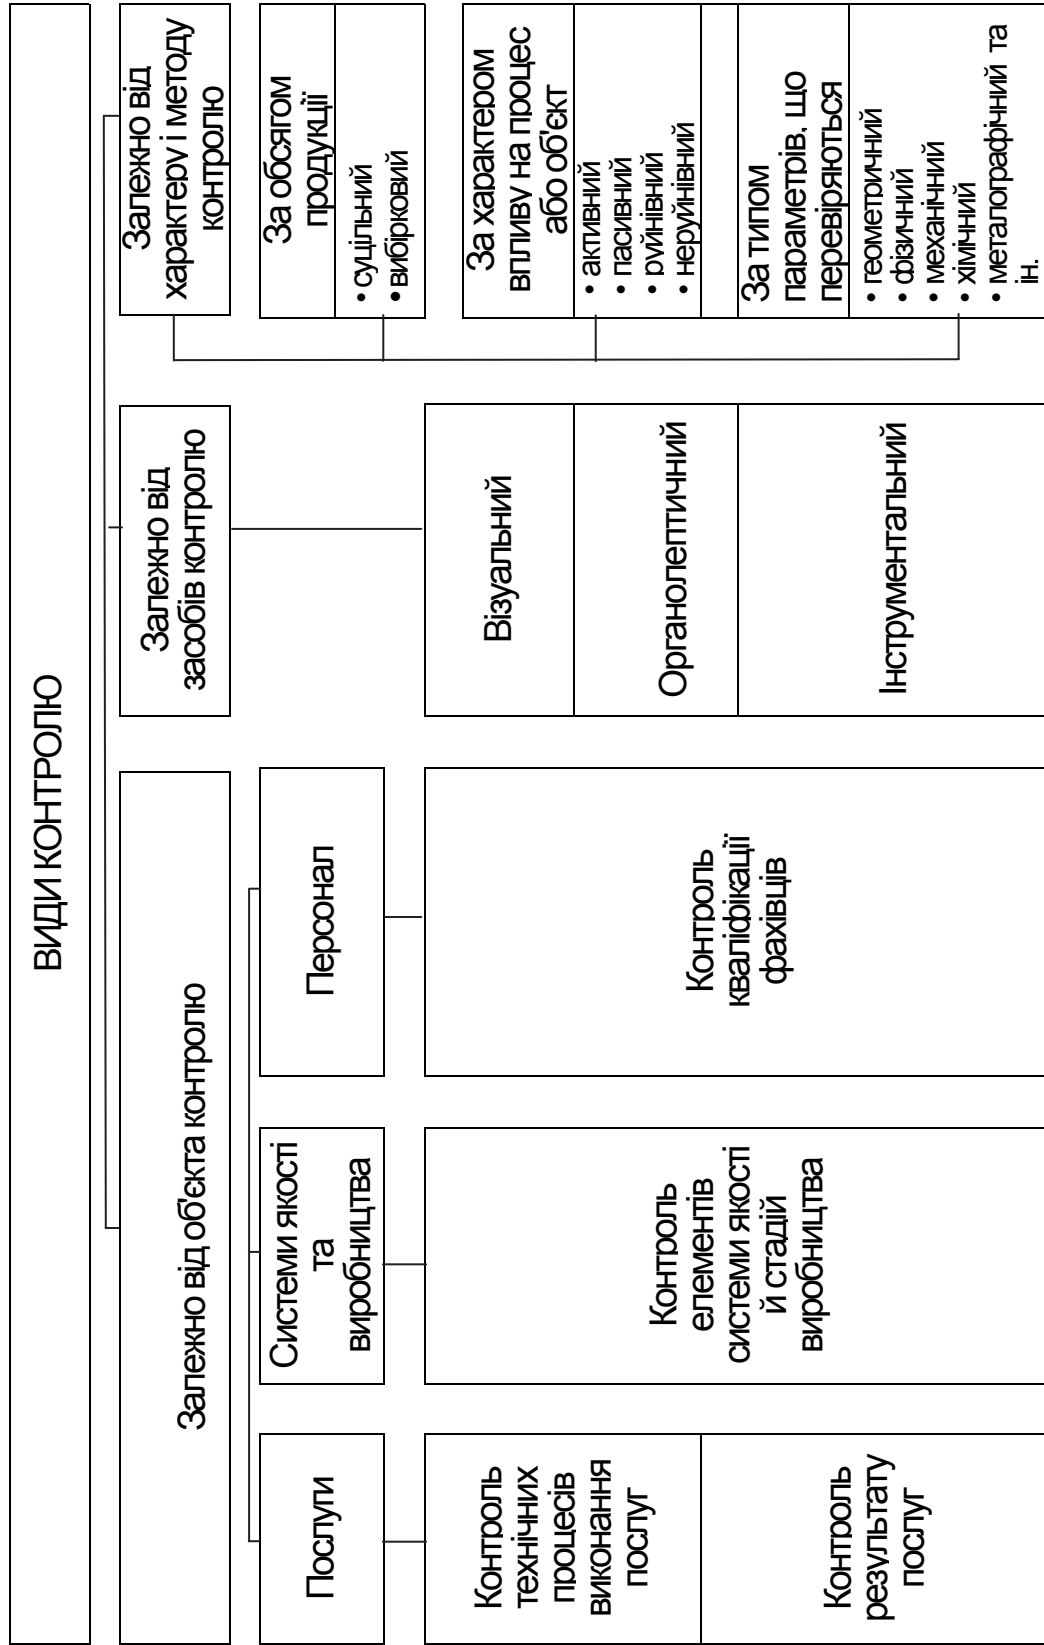 ВИДИ КОНТРОЛЮ
Залежно від об'єкта контролю
Залежно від
засобів контролю
Залежно від
характеру і методу
контролю
Послуги
Системи якості
та
виробництва
Персонал
Контроль
технічних
процесів
виконання
послуг
Контроль
результату
послуг
Контроль
елементів
системи якості
й стадій
виробництва
Контроль
кваліфікації
фахівців
Візуальний
Органолептичний
Інструментальний
За обсягом
продукції
• суцільний
• вибірковий
За характером
впливу на процес
або об'єкт
• активний
• пасивний
• руйнівний
• неруйнівний
За типом
параметрів, що
перевіряються
• геометричний
• фізичний
• механічний
• хімічний
• металографічний та
ін.